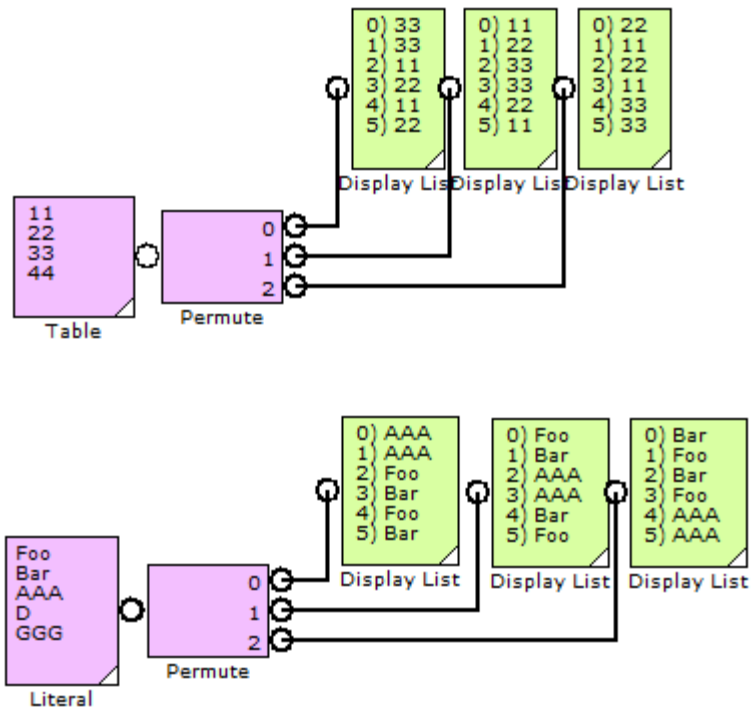 0) 33
1) 33
2) 11
3) 22
4) 11
5) 22
0) 11
1) 22
2) 33
3) 33
4) 22
5) 11
0) 22
1) 11
2) 22
3) 11
4) 33
5) 33
Display List
Display List
Display List
11
22
33
44
Table
0
1
2
Permute
0) AAA
1) AAA
2) Foo
3) Bar
4) Foo
5) Bar
0) Foo
1) Bar
2) AAA
3) AAA
4) Bar
5) Foo
0) Bar
1) Foo
2) Bar
3) Foo
4) AAA
5) AAA
Display List
Display List
Display List
Foo
Bar
AAA
D
GGG
Literal
0
1
2
Permute